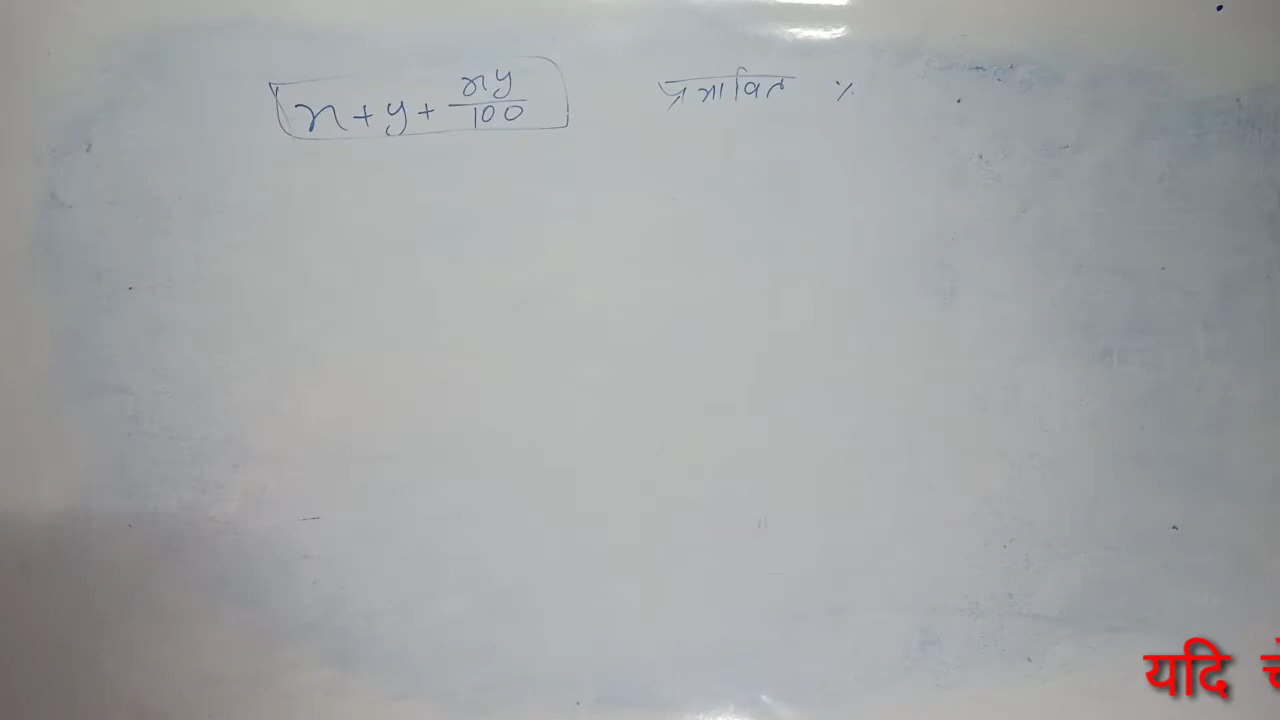 x + y + xy/100 प्रभावित %
यदि